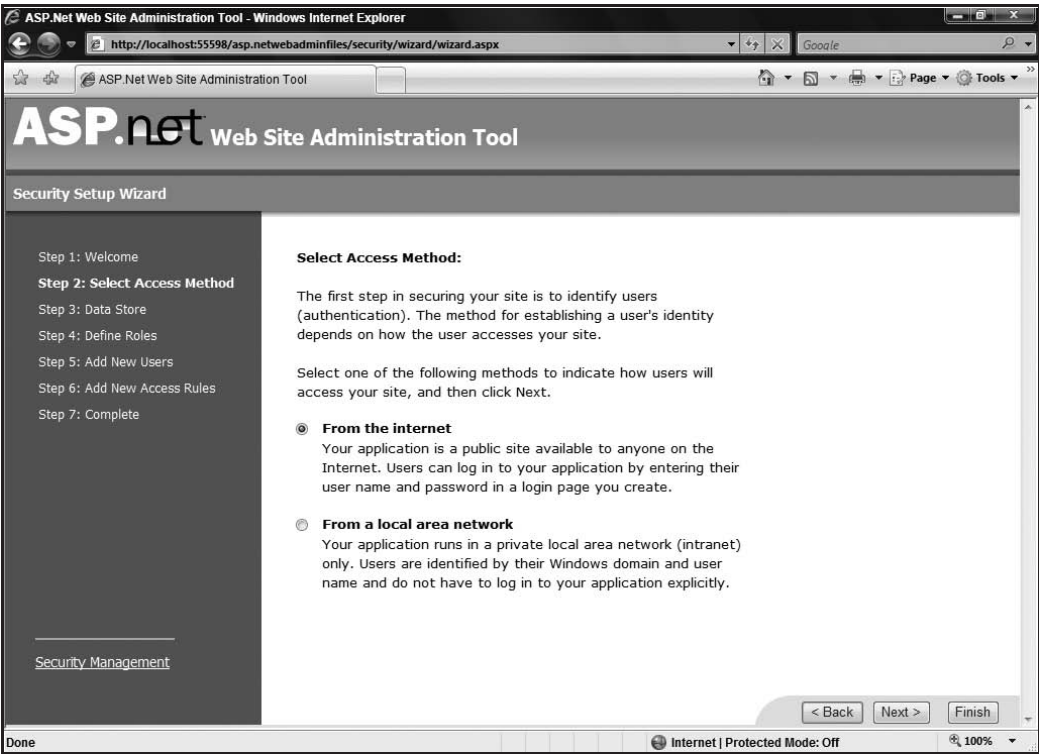 ASP.Net Web Site Administration Tool - Windows Internet Explorer
http://localhost:55598/asp.netwebadminfiles/security/wizard/wizard.aspx
Google
ASP.Net Web Site Administration Tool
Page
Tools
ASP.net Web Site Administration Tool
Security Setup Wizard
Step 1: Welcome
Step 2: Select Access Method
Step 3: Data Store
Step 4: Define Roles
Step 5: Add New Users
Step 6: Add New Access Rules
Step 7: Complete
Security Management
Select Access Method:
The first step in securing your site is to identify users
(authentication). The method for establishing a user's identity
depends on how the user accesses your site.
Select one of the following methods to indicate how users will
access your site, and then click Next.
From the internet
Your application is a public site available to anyone on the
Internet. Users can log in to your application by entering their
user name and password in a login page you create.
From a local area network
Your application runs in a private local area network (intranet)
only. Users are identified by their Windows domain and user
name and do not have to log in to your application explicitly.
< Back
Next >
Finish
Done
Internet | Protected Mode: Off
100%